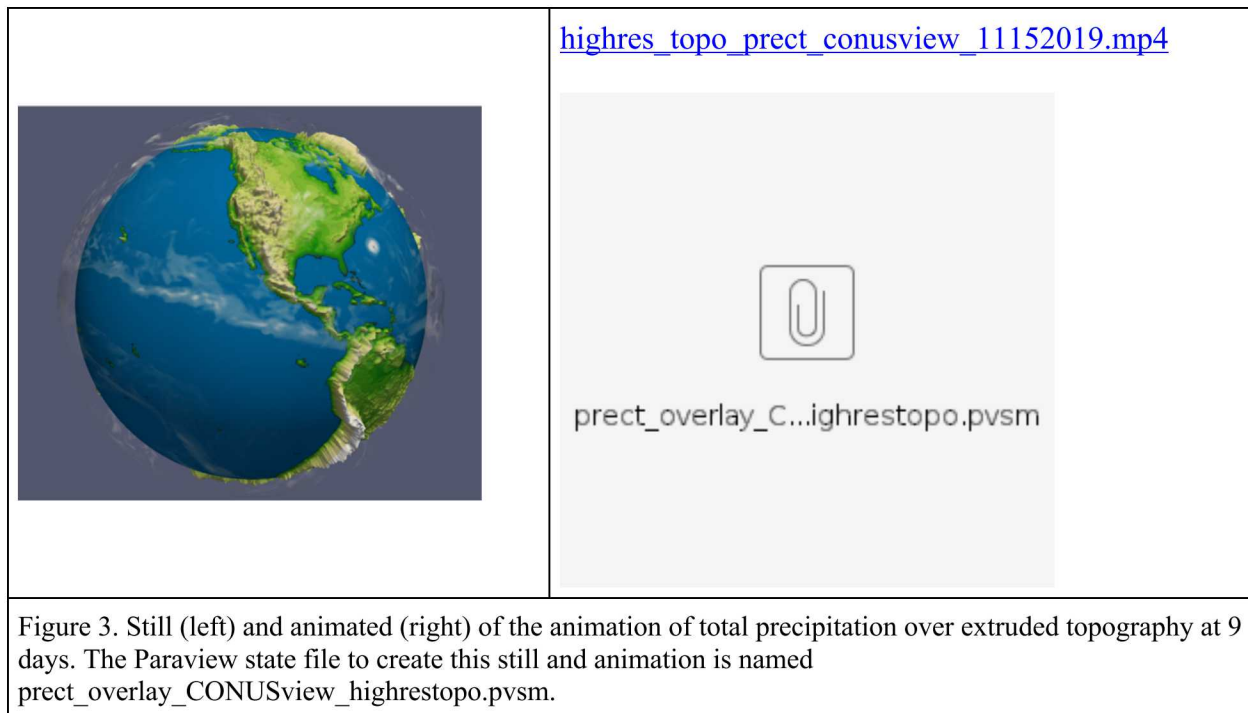 highres_topo_prect_conusview_11152019.mp4
prect_overlay_C...ighrestopo.pvsm
Figure 3. Still (left) and animated (right) of the animation of total precipitation over extruded topography at 9
days. The Paraview state file to create this still and animation is named
prect_overlay_CONUSview_highrestopo.pvsm.